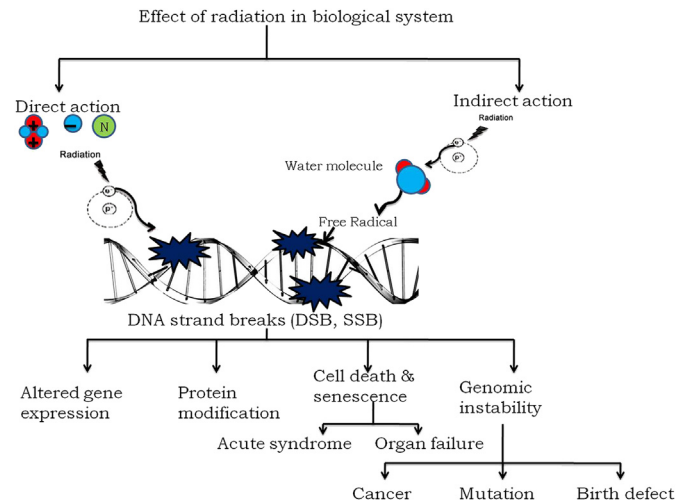 Effect of radiation in biological system
Direct action
Indirect action
+
−
N
+
Radiation
Radiation
e⁻
p⁺
Water molecule
e⁻
p⁺
Free Radical
DNA strand breaks (DSB, SSB)
Altered gene
expression
Protein
modification
Cell death &
senescence
Genomic
instability
Acute syndrome
Organ failure
Cancer
Mutation
Birth defect